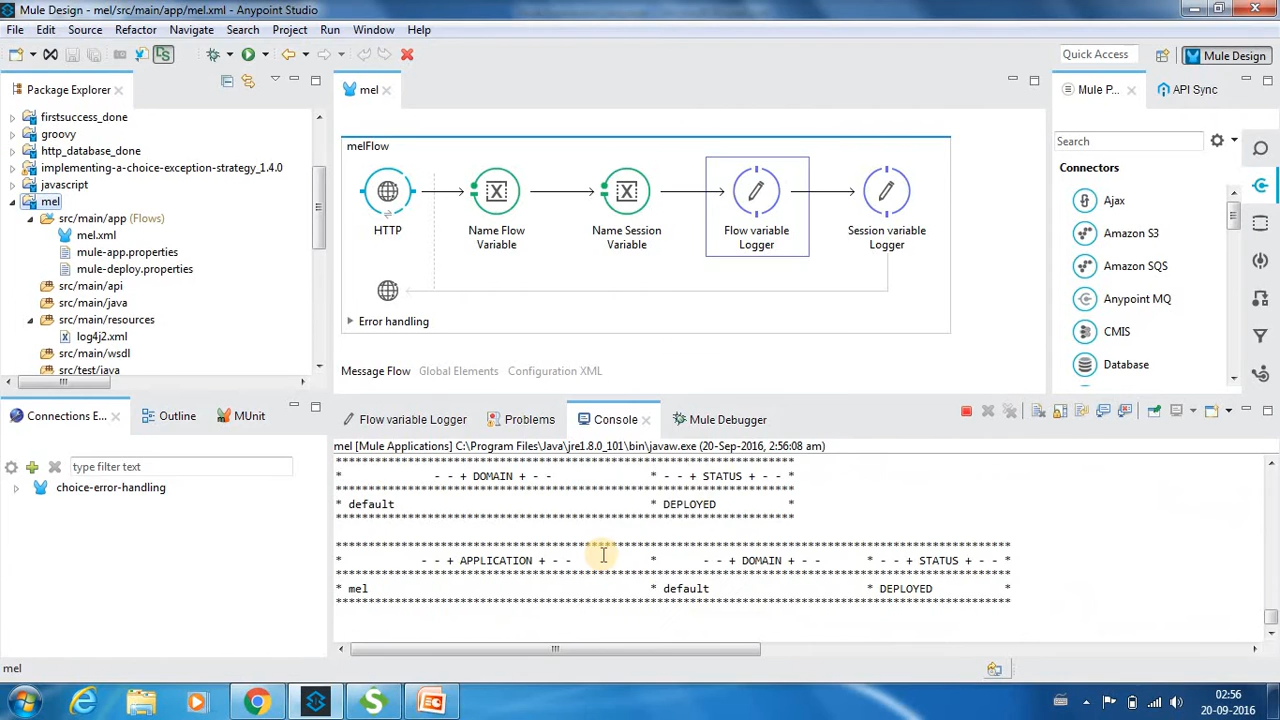 Mule Design - mel/src/main/app/mel.xml - Anypoint Studio
File Edit Source Refactor Navigate Search Project Run Window Help
Quick Access
Mule Design
Package Explorer
firstsuccess_done
groovy
http_database_done
implementing-a-choice-exception-strategy_1.4.0
javascript
mel
src/main/app (Flows)
mel.xml
mule-app.properties
mule-deploy.properties
src/main/api
src/main/java
src/main/resources
log4j2.xml
src/main/wsdl
src/test/java
mel
melFlow
HTTP
Name Flow
Variable
Name Session
Variable
Flow variable
Logger
Session variable
Logger
Error handling
Message Flow Global Elements Configuration XML
Mule P...
API Sync
Search
Connectors
Ajax
Amazon S3
Amazon SQS
Anypoint MQ
CMIS
Database
Connections E...
Outline
MUnit
type filter text
choice-error-handling
Flow variable Logger
Problems
Console
Mule Debugger
mel [Mule Applications] C:\Program Files\Java\jre1.8.0_101\bin\javaw.exe (20-Sep-2016, 2:56:08 am)
* - - + DOMAIN + - - * - - + STATUS + - - *
* default * DEPLOYED *
* - - + APPLICATION + - - * - - + DOMAIN + - - * - - + STATUS + - - *
* mel * default * DEPLOYED *
mel
02:56
20-09-2016